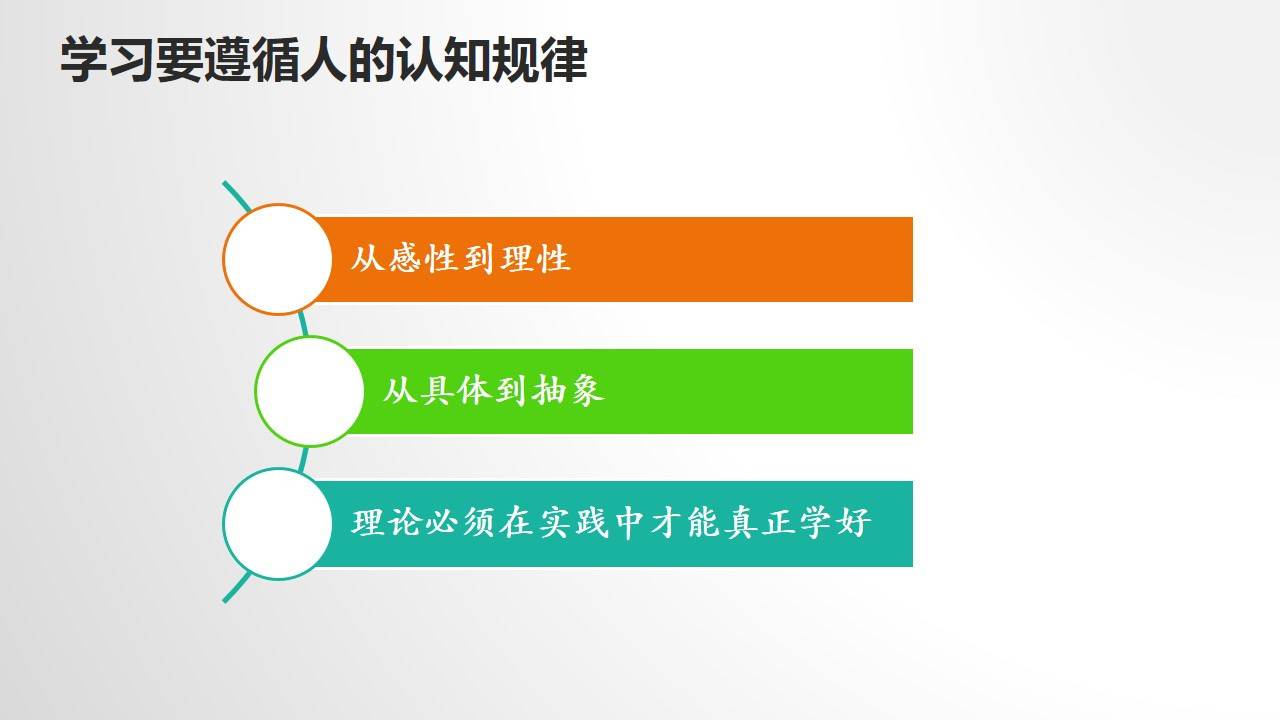 学习要遵循人的认知规律
从感性到理性
从具体到抽象
理论必须在实践中才能真正学好